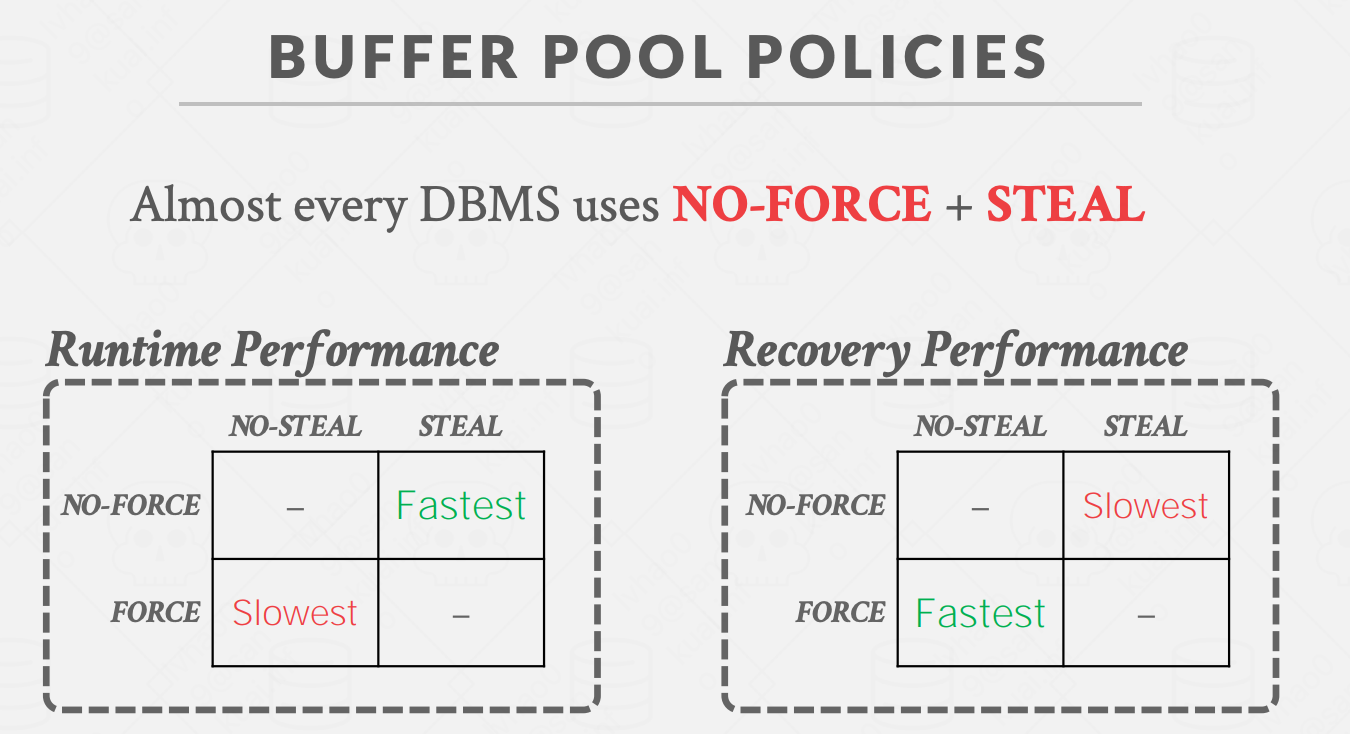 BUFFER POOL POLICIES
Almost every DBMS uses NO-FORCE + STEAL
Runtime Performance
NO-STEAL STEAL
NO-FORCE – Fastest
FORCE Slowest –
Recovery Performance
NO-STEAL STEAL
NO-FORCE – Slowest
FORCE Fastest –